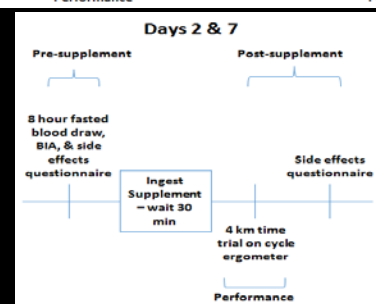 Days 2 & 7
Pre-supplement
Post-supplement
8 hour fasted
blood draw,
BIA, & side
effects
questionnaire
Ingest
Supplement
– wait 30
min
Side effects
questionnaire
4 km time
trial on cycle
ergometer
Performance